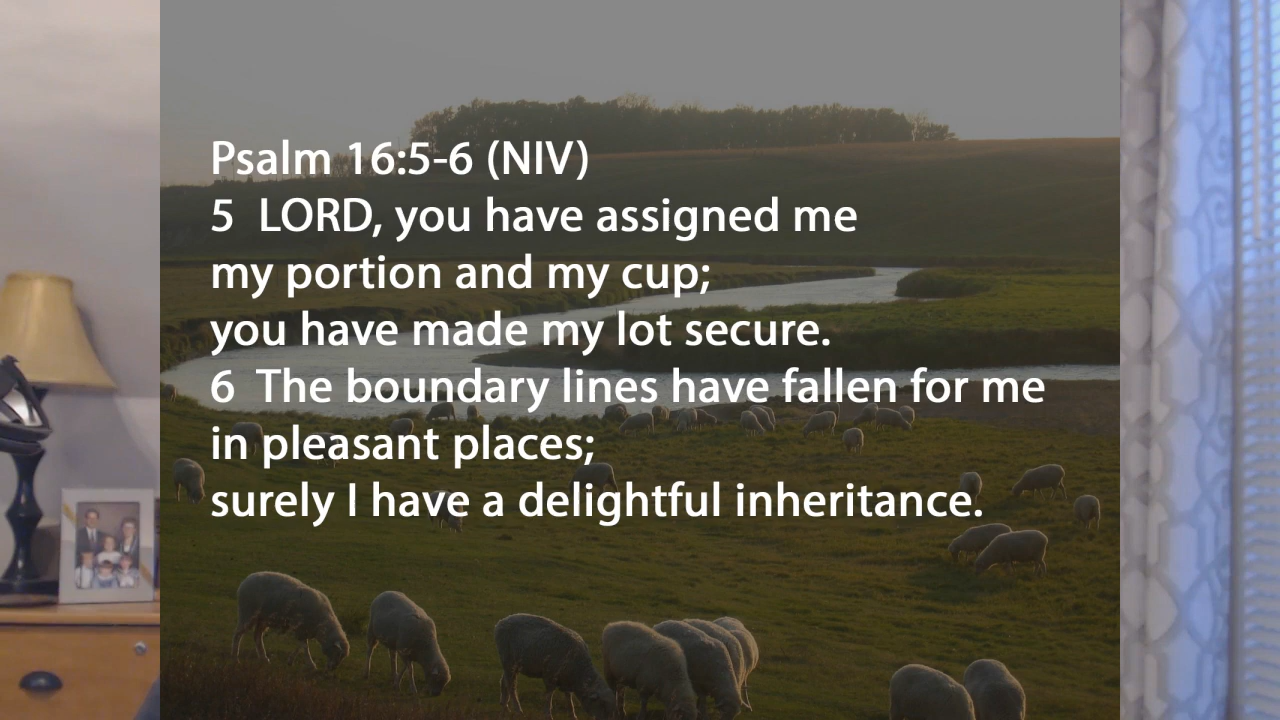 Psalm 16:5-6 (NIV)
5 LORD, you have assigned me
my portion and my cup;
you have made my lot secure.
6 The boundary lines have fallen for me
in pleasant places;
surely I have a delightful inheritance.